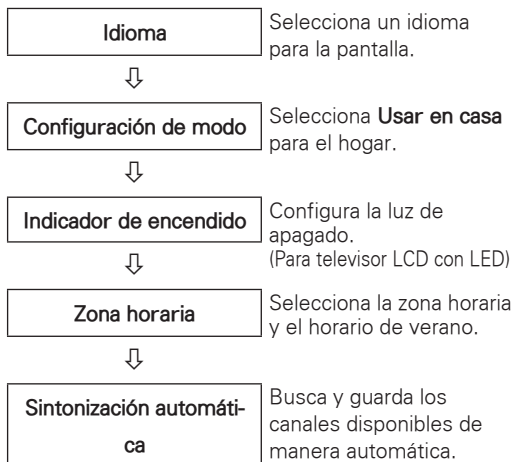 Idioma
Selecciona un idioma
para la pantalla.
Configuración de modo
Selecciona Usar en casa
para el hogar.
Indicador de encendido
Configura la luz de
apagado.
(Para televisor LCD con LED)
Zona horaria
Selecciona la zona horaria
y el horario de verano.
Sintonización automáti-
ca
Busca y guarda los
canales disponibles de
manera automática.